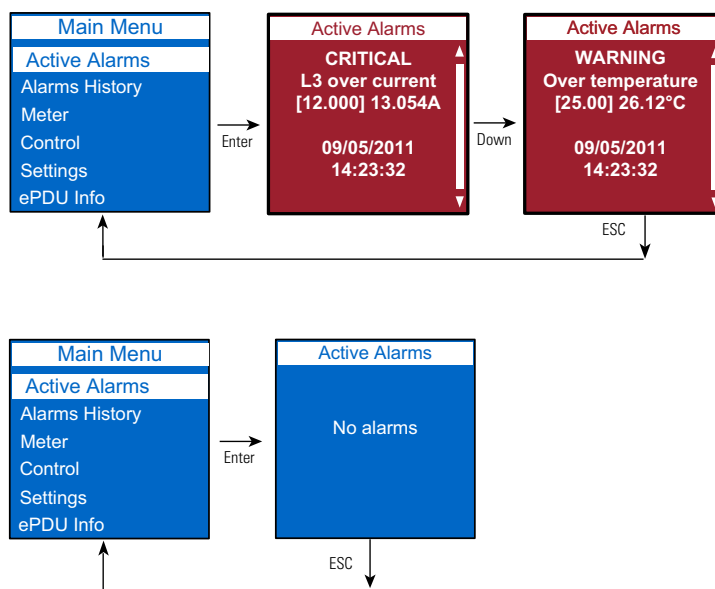 Main Menu
Active Alarms
Alarms History
Meter
Control
Settings
ePDU Info
Enter
Active Alarms
CRITICAL
L3 over current
[12.000] 13.054A
09/05/2011
14:23:32
Down
Active Alarms
WARNING
Over temperature
[25.00] 26.12°C
09/05/2011
14:23:32
ESC
Main Menu
Active Alarms
Alarms History
Meter
Control
Settings
ePDU Info
Enter
Active Alarms
No alarms
ESC